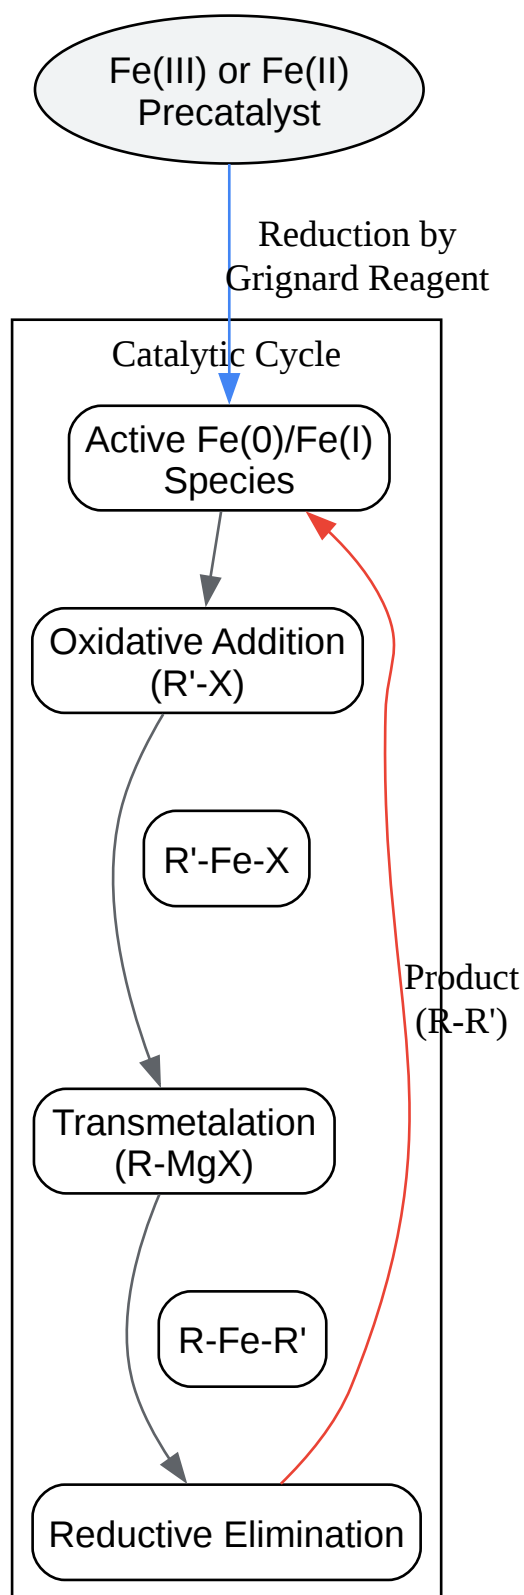 Fe(III) or Fe(II)
Precatalyst
Reduction by
Grignard Reagent
Catalytic Cycle
Active Fe(0)/Fe(I)
Species
Oxidative Addition
(R'-X)
R'-Fe-X
Product
(R-R')
Transmetalation
(R-MgX)
R-Fe-R'
Reductive Elimination